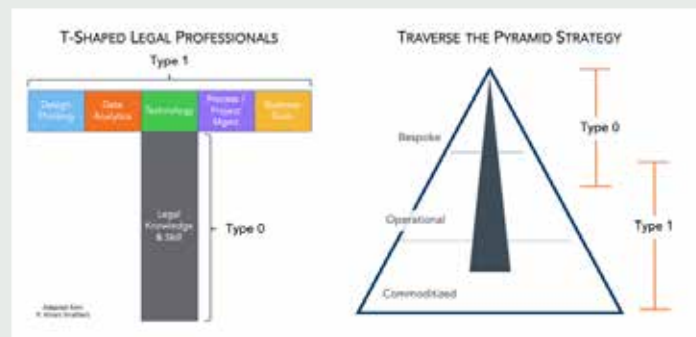 T-SHAPED LEGAL PROFESSIONALS
Type 1
Design
Thinking
Data
Analytics
Technology
Process /
Project
Mgmt
Business
Legal
Knowledge
& Skill
Type 0
Adapted from
TRAVERSE THE PYRAMID STRATEGY
Bespoke
Operational
Commoditized
Type 0
Type 1